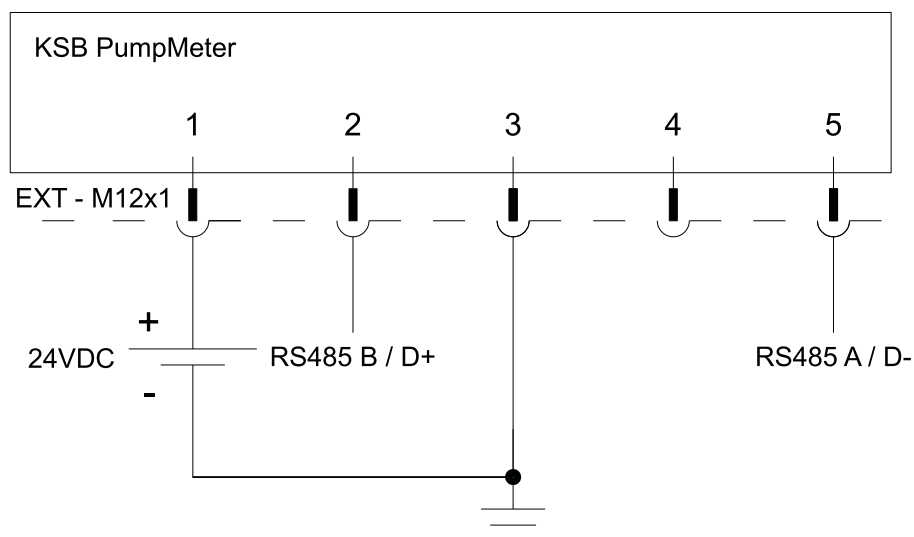 KSB PumpMeter
1 2 3 4 5
EXT - M12x1
+
24VDC
-
RS485 B / D+
RS485 A / D-